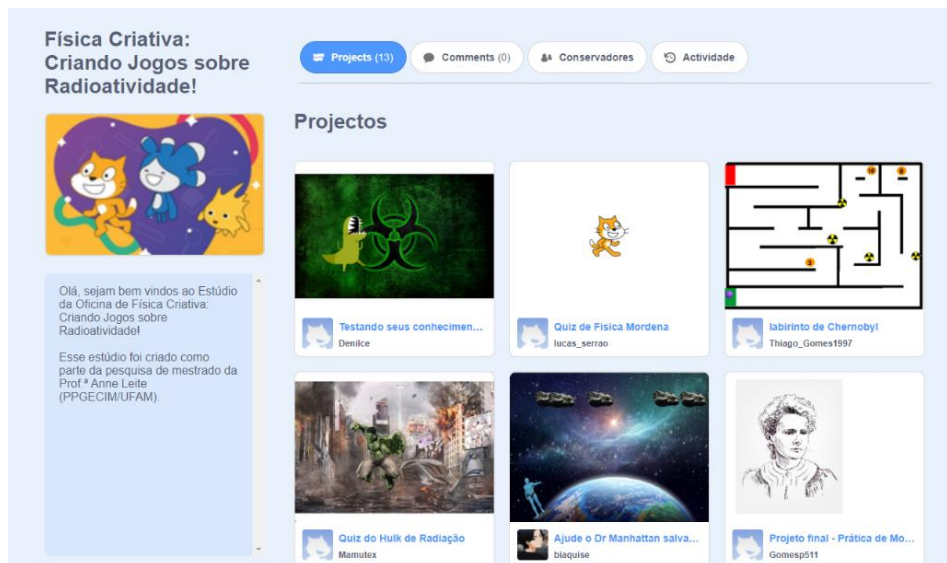 Física Criativa:
Criando Jogos sobre
Radioatividade!
Projects (13)
Comments (0)
Conservadores
Actividade
Projectos
Olá, sejam bem vindos ao Estúdio
da Oficina de Física Criativa:
Criando Jogos sobre
Radioatividade!
Esse estúdio foi criado como
parte da pesquisa de mestrado da
Prof.ª Anne Leite
(PPGECIM/UFAM).
Testando seus conhecimen...
Denilce
Quiz de Fisica Mordena
lucas_serrao
labirinto de Chernobyl
Thiago_Gomes1997
10
3
Quiz do Hulk de Radiação
Mamutex
Ajude o Dr Manhattan salva...
biaquise
Projeto final - Prática de Mo...
Gomesp511